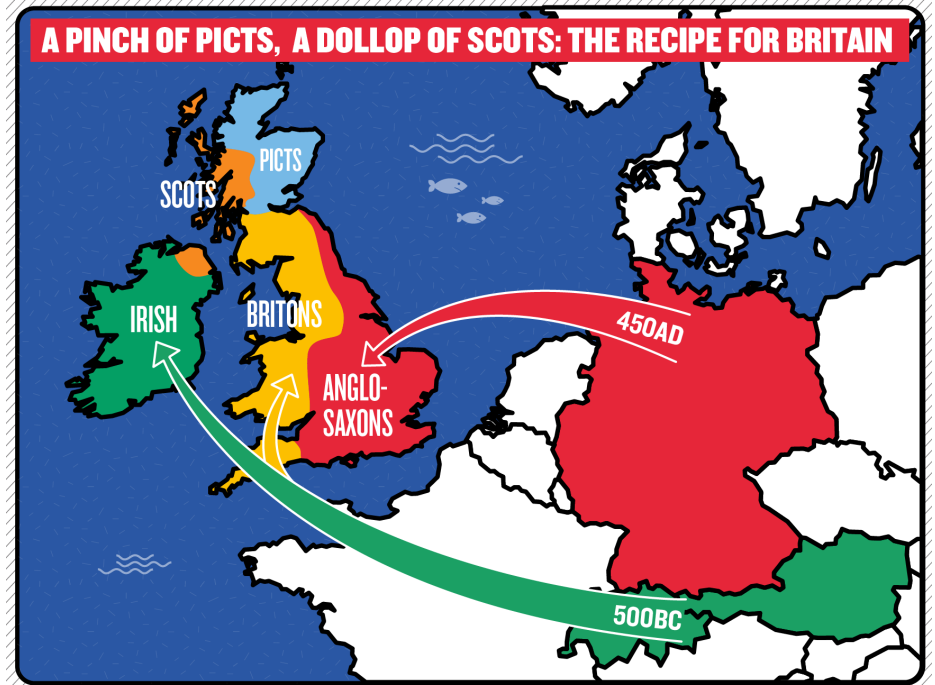 A PINCH OF PICTS, A DOLLOP OF SCOTS: THE RECIPE FOR BRITAIN
PICTS
SCOTS
IRISH
BRITONS
450AD
ANGLO-
SAXONS
500BC